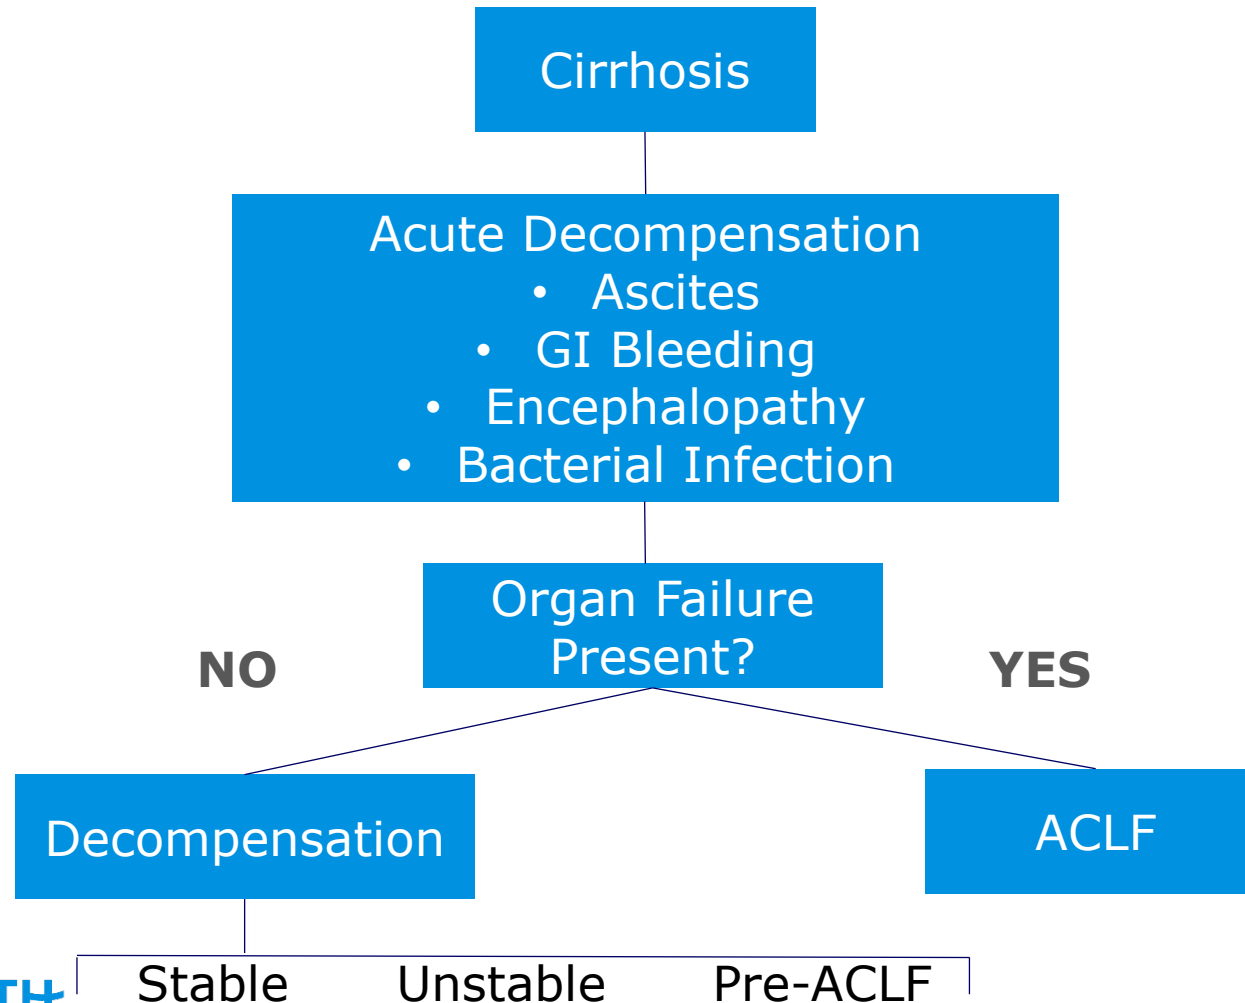 Cirrhosis
Acute Decompensation
• Ascites
• GI Bleeding
• Encephalopathy
• Bacterial Infection
Organ Failure
Present?
NO
YES
Decompensation
ACLF
Stable
Unstable
Pre-ACLF